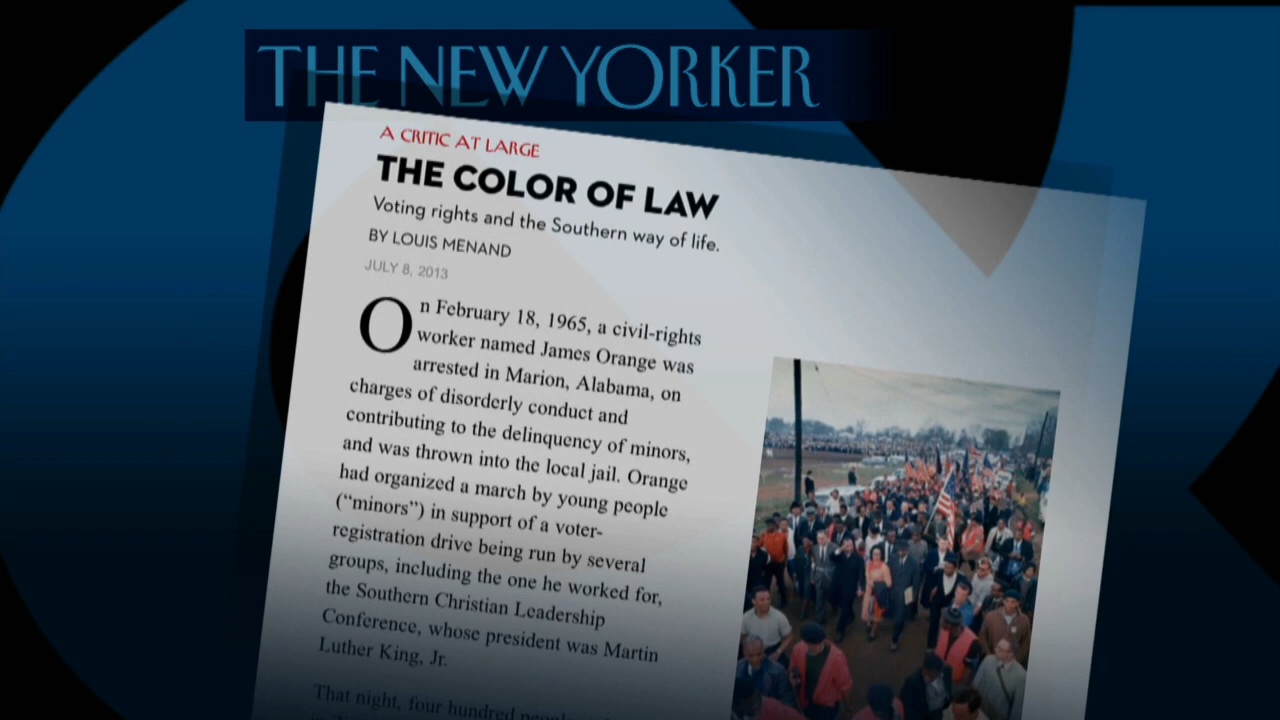 THE NEW YORKER
A CRITIC AT LARGE
THE COLOR OF LAW
Voting rights and the Southern way of life.
BY LOUIS MENAND
JULY 8, 2013
On February 18, 1965, a civil-rights
worker named James Orange was
arrested in Marion, Alabama, on
charges of disorderly conduct and
contributing to the delinquency of minors,
and was thrown into the local jail. Orange
had organized a march by young people
(“minors”) in support of a voter-
registration drive being run by several
groups, including the one he worked for,
the Southern Christian Leadership
Conference, whose president was Martin
Luther King, Jr.
That night, four hundred